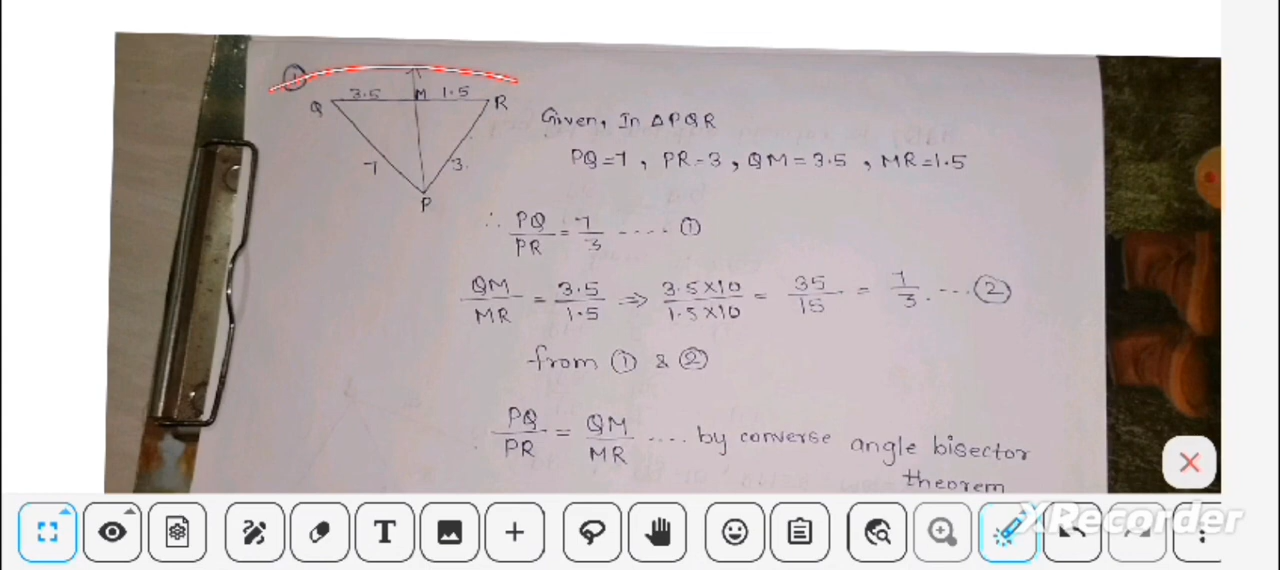 ①
3.5 M 1.5
Q R
7 3
P
Given, In △PQR
PQ=7, PR=3, QM=3.5, MR=1.5
∴ PQ/PR = 7/3 ..... ①
QM/MR = 3.5/1.5 ⇒ 3.5×10/1.5×10 = 35/15 = 7/3. .... ②
from ① & ②
PQ/PR = QM/MR .... by converse angle bisector
theorem
T
XRecorder